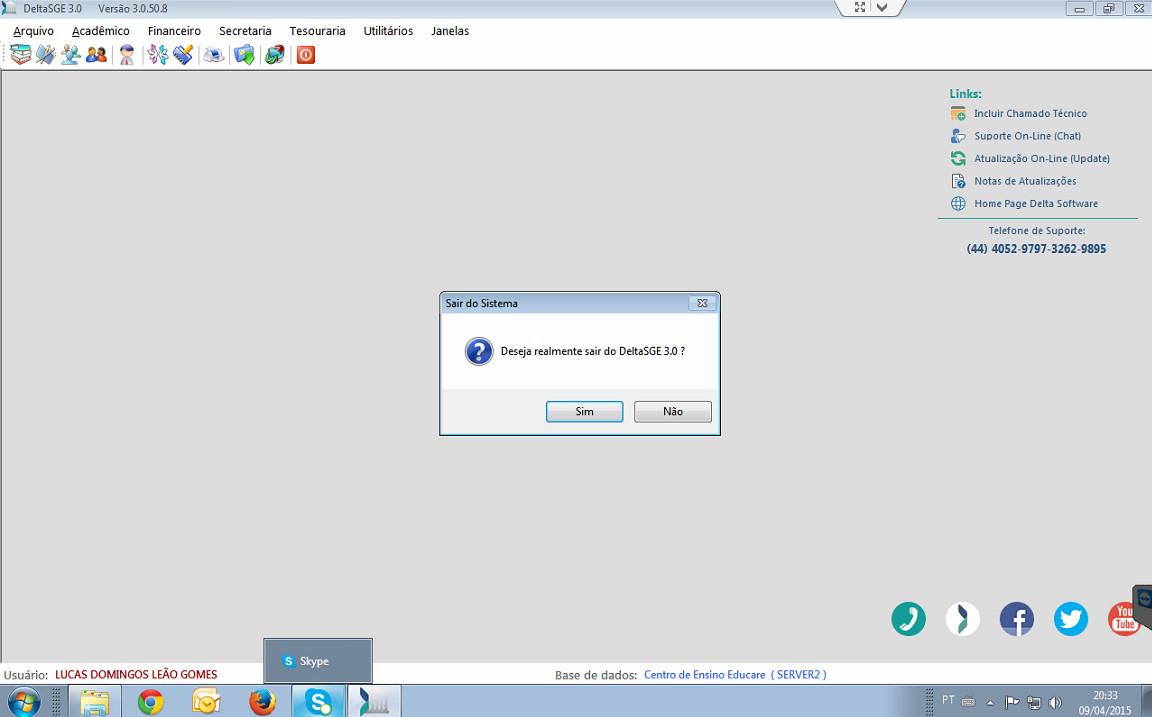 DeltaSGE 3.0 Versão 3.0.50.8
Arquivo Acadêmico Financeiro Secretaria Tesouraria Utilitários Janelas
Links:
Incluir Chamado Técnico
Suporte On-Line (Chat)
Atualização On-Line (Update)
Notas de Atualizações
Home Page Delta Software
Telefone de Suporte:
(44) 4052-9797-3262-9895
Sair do Sistema
Deseja realmente sair do DeltaSGE 3.0 ?
Sim Não
You
Tube
Skype
Usuário: LUCAS DOMINGOS LEÃO GOMES Base de dados: Centro de Ensino Educare ( SERVER2 )
PT
20:33
09/04/2015